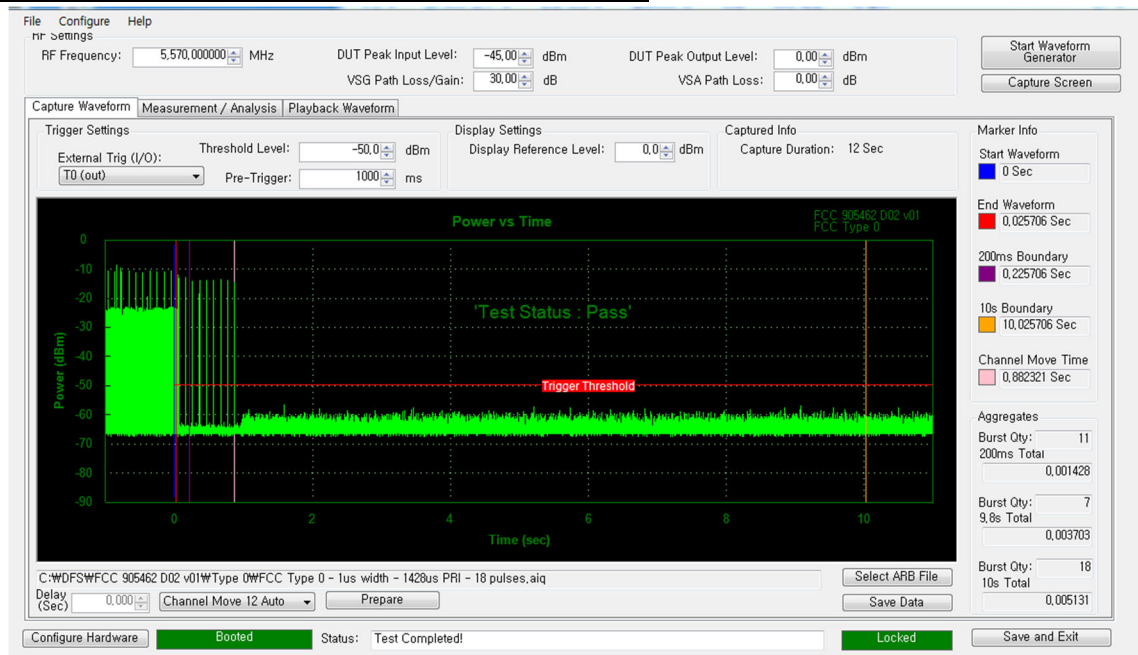 File Configure Help
RF Settings
RF Frequency: 5,570,000000 MHz DUT Peak Input Level: -45,00 dBm DUT Peak Output Level: 0,00 dBm
VSG Path Loss/Gain: 30,00 dB VSA Path Loss: 0,00 dB
Start Waveform
Generator
Capture Screen
Capture Waveform Measurement / Analysis Playback Waveform
Trigger Settings
External Trig (I/O): Threshold Level: -50,0 dBm
T0 (out) Pre-Trigger: 1000 ms
Display Settings
Display Reference Level: 0,0 dBm
Captured Info
Capture Duration: 12 Sec
Marker Info
Start Waveform
0 Sec
End Waveform
0,025706 Sec
200ms Boundary
0,225706 Sec
10s Boundary
10,025706 Sec
Channel Move Time
0,882321 Sec
Aggregates
Burst Qty: 11
200ms Total
0,001428
Burst Qty: 7
9,8s Total
0,003703
Burst Qty: 18
10s Total
0,005131
Power vs Time
FCC 905462 D02 v01
FCC Type 0
'Test Status : Pass'
Trigger Threshold
Power (dBm)
0
-10
-20
-30
-40
-50
-60
-70
-80
-90
0 2 4 6 8 10
Time (sec)
C:₩DFS₩FCC 905462 D02 v01₩Type 0₩FCC Type 0 - 1us width - 1428us PRI - 18 pulses,aiq
Select ARB File
Delay
(Sec) 0,000 Channel Move 12 Auto Prepare
Save Data
Configure Hardware Booted Status: Test Completed! Locked Save and Exit